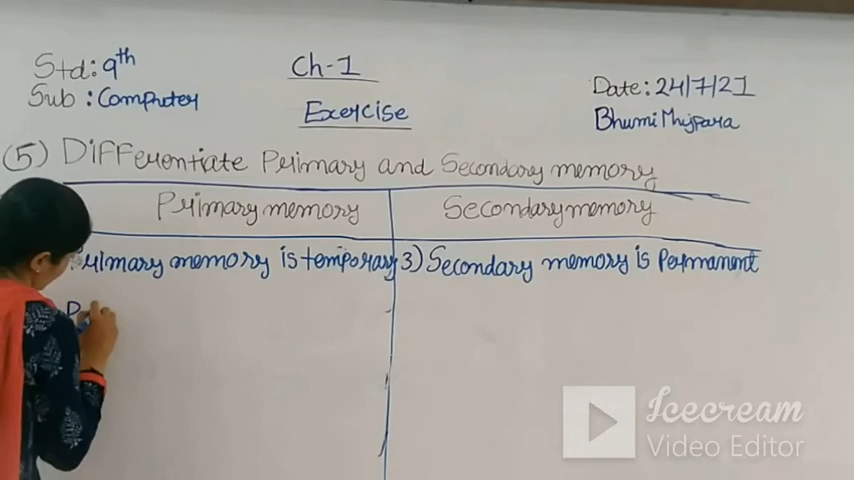 Std: 9th
Sub: Computer
Ch-1
Exercise
Date: 24/7/21
Bhumi
(5) Differentiate Primary and Secondary memory
Primary memory
Secondary memory
rimary memory is temporary
3) Secondary memory is Permanent
P
Icecream
Video Editor